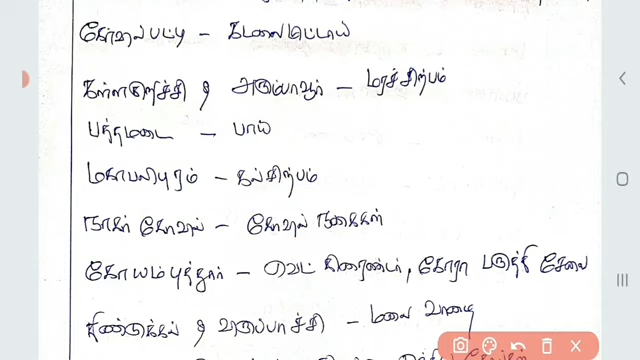 கோவில்பட்டி - கடலைமிட்டாய்
கள்ளகுறிச்சி & அரும்பாவூர் - மரச்சிற்பம்
பத்தமடை - பாய்
மகாபலிபுரம் - கல்சிற்பம்
நாகர் கோவில் - கோவில் நகைகள்
கோயம்புத்தூர் - வெட் கிரைண்டர், கோரா பருத்தி சேலை
திண்டுக்கல் & விருப்பாச்சி - மலை வாழை